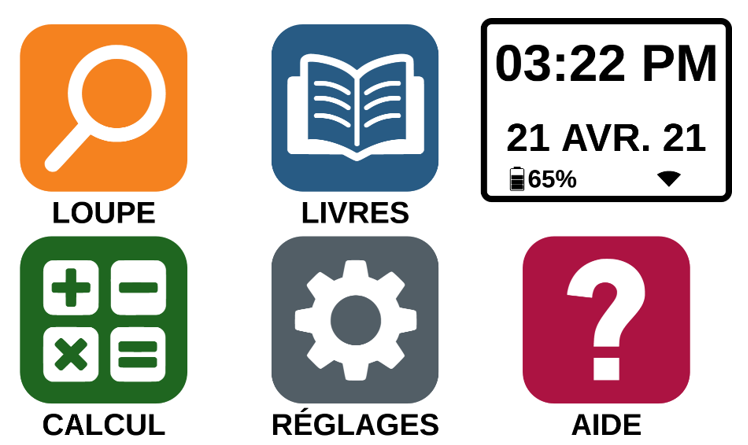 03:22 PM
21 AVR. 21
65%
LOUPE
LIVRES
CALCUL
RÉGLAGES
AIDE